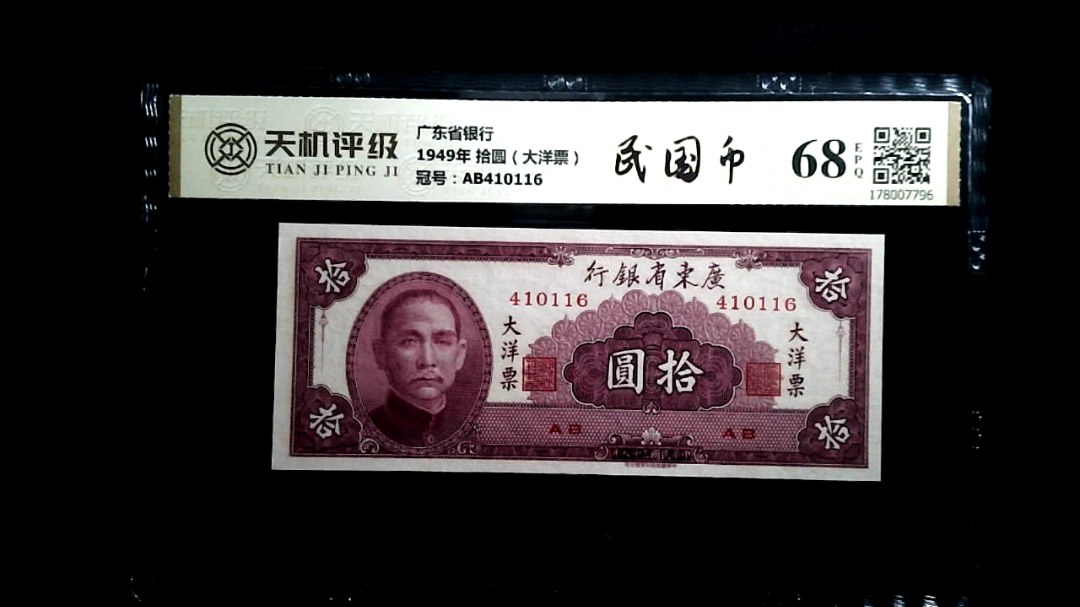 天机评级
TIAN JI PING JI
广东省银行
1949年 拾圆（大洋票）
冠号：AB410116
民国币
68
EPQ
178007796
行銀省東廣
410116
410116
拾
拾
大洋票
大洋票
圓拾
AB
AB
拾
拾